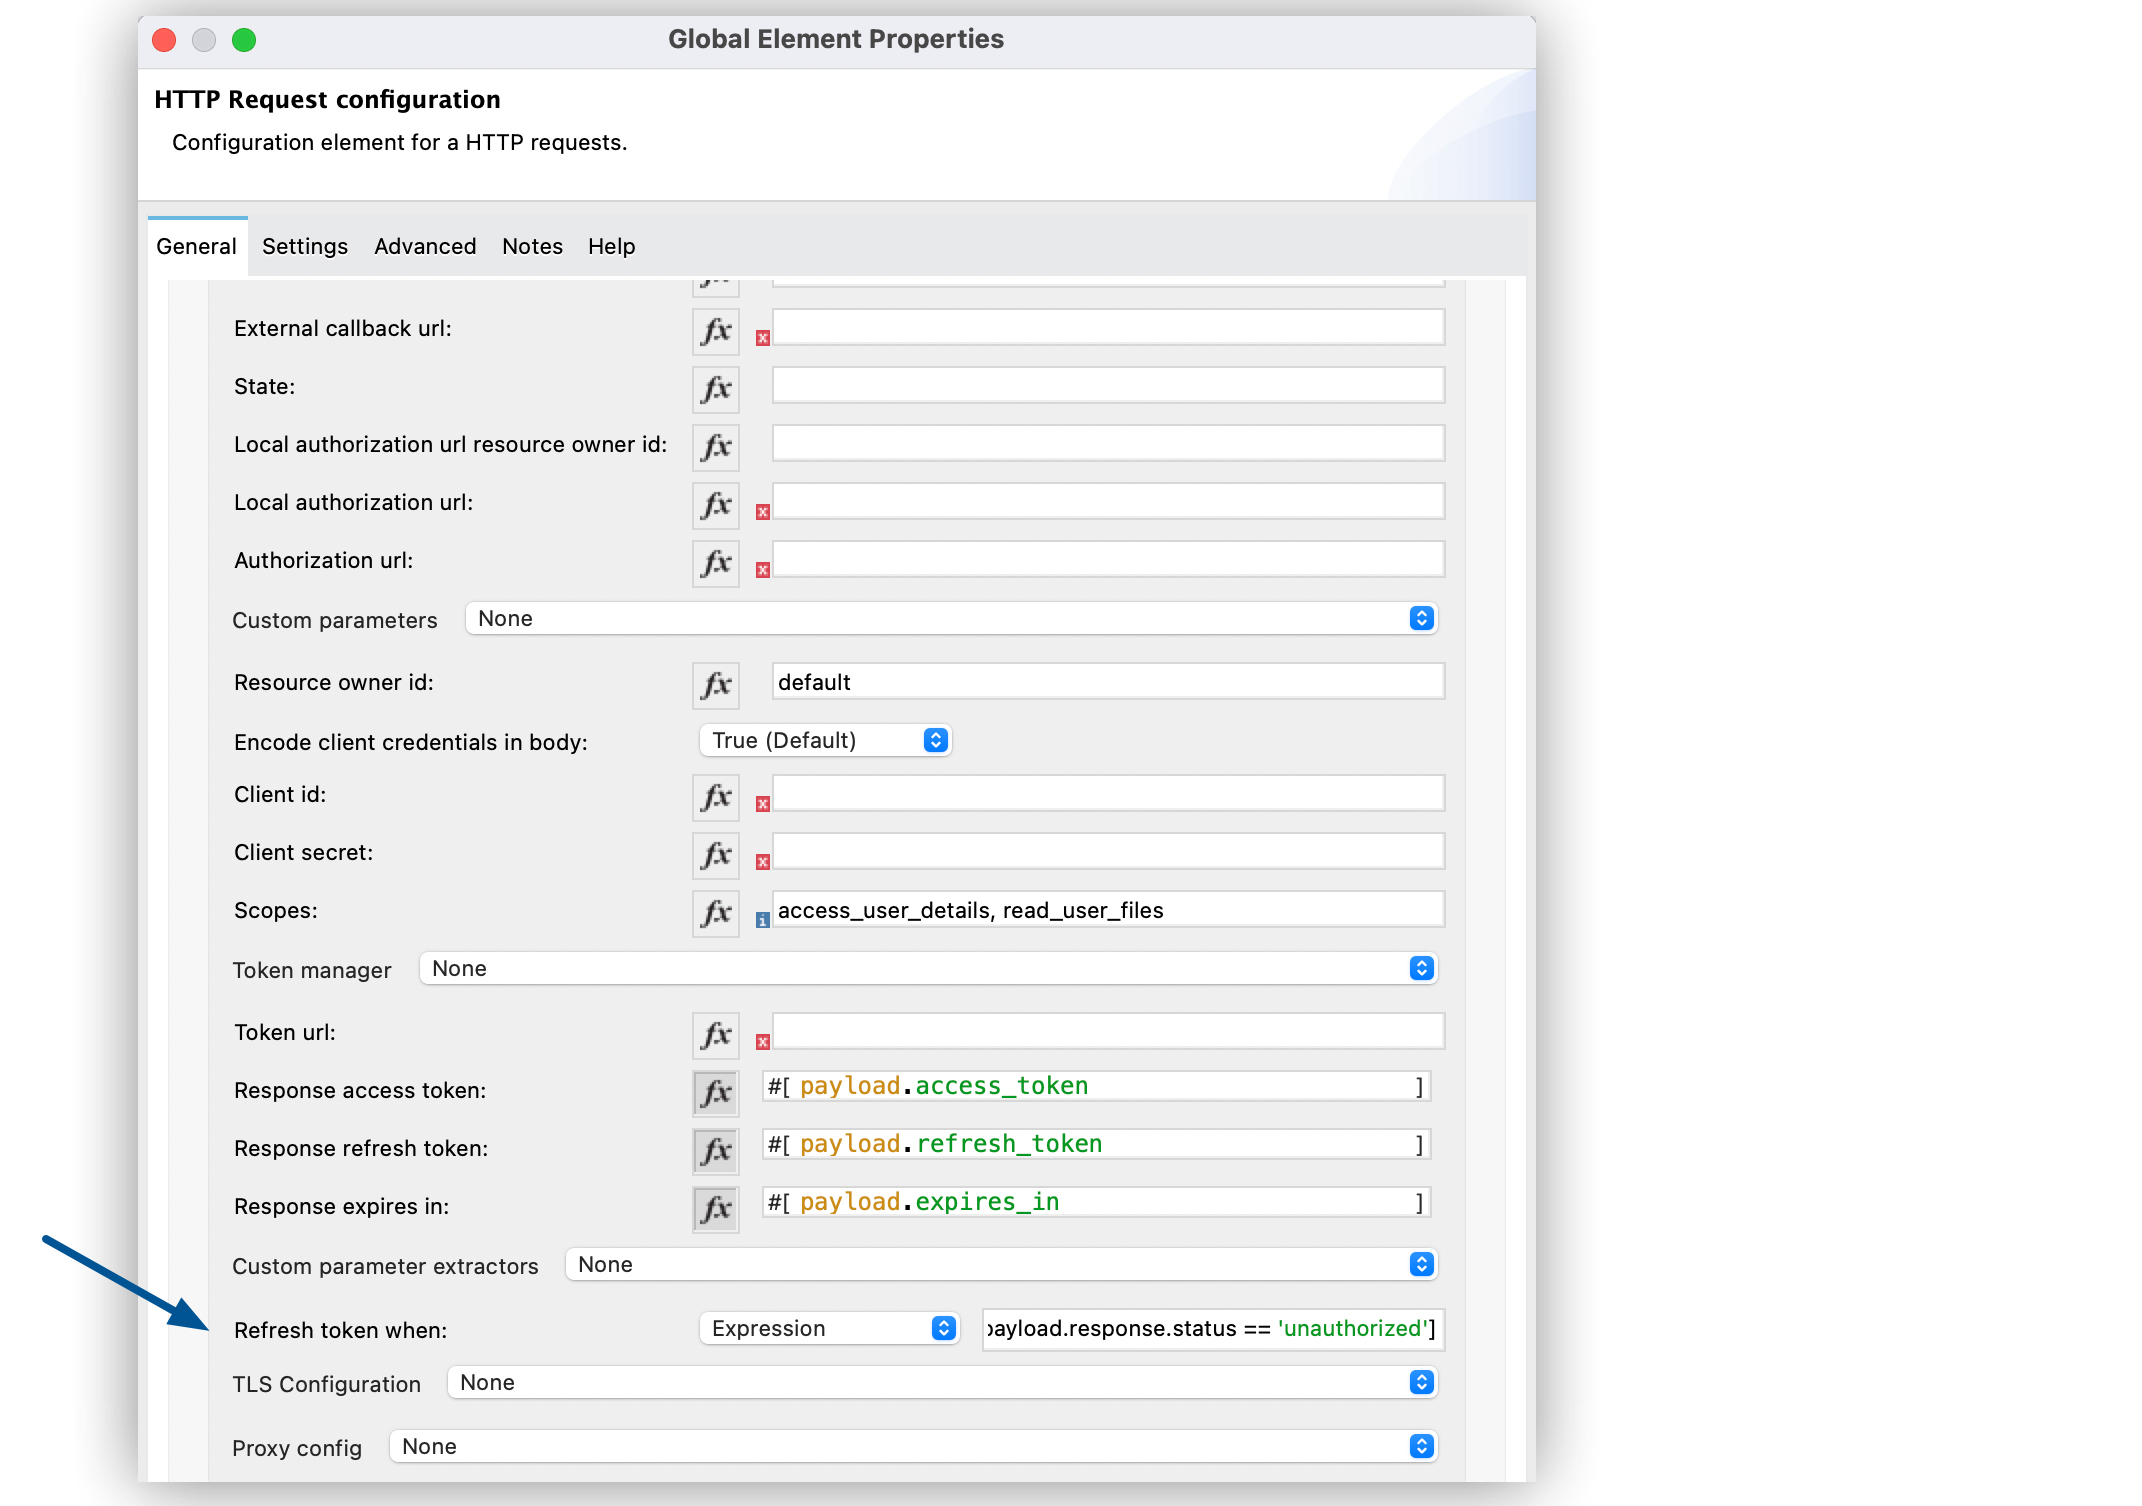 Global Element Properties
HTTP Request configuration
Configuration element for a HTTP requests.
General Settings Advanced Notes Help
External callback url: fx
State: fx
Local authorization url resource owner id: fx
Local authorization url: fx
Authorization url: fx
Custom parameters None
Resource owner id: fx default
Encode client credentials in body: True (Default)
Client id: fx
Client secret: fx
Scopes: fx access_user_details, read_user_files
Token manager None
Token url: fx
Response access token: fx #[ payload.access_token ]
Response refresh token: fx #[ payload.refresh_token ]
Response expires in: fx #[ payload.expires_in ]
Custom parameter extractors None
Refresh token when: Expression payload.response.status == 'unauthorized']
TLS Configuration None
Proxy config None